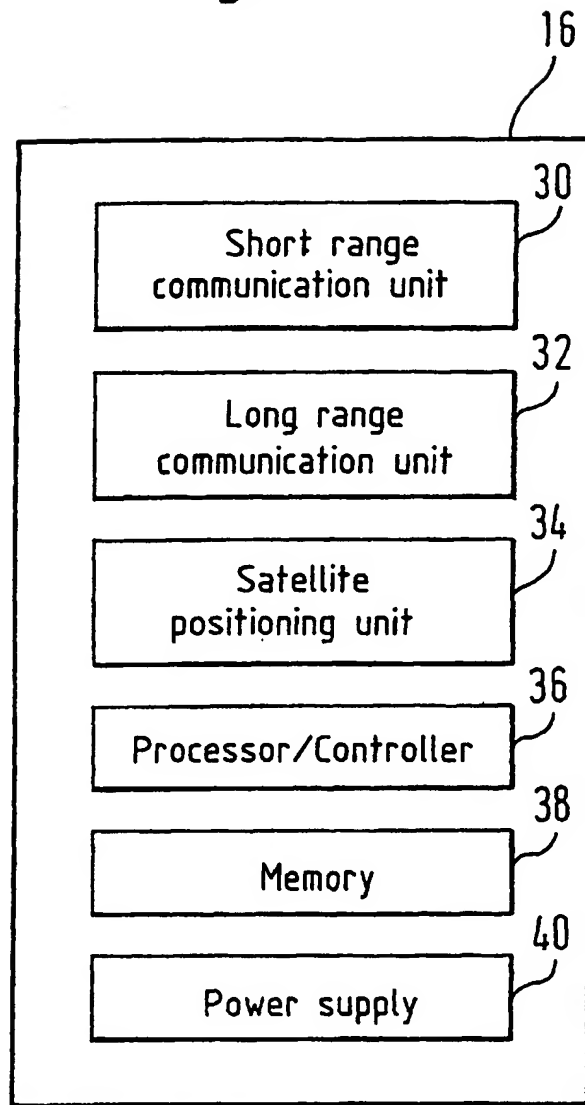 16
30
Short range
communication unit
32
Long range
communication unit
34
Satellite
positioning unit
36
Processor/Controller
38
Memory
40
Power supply